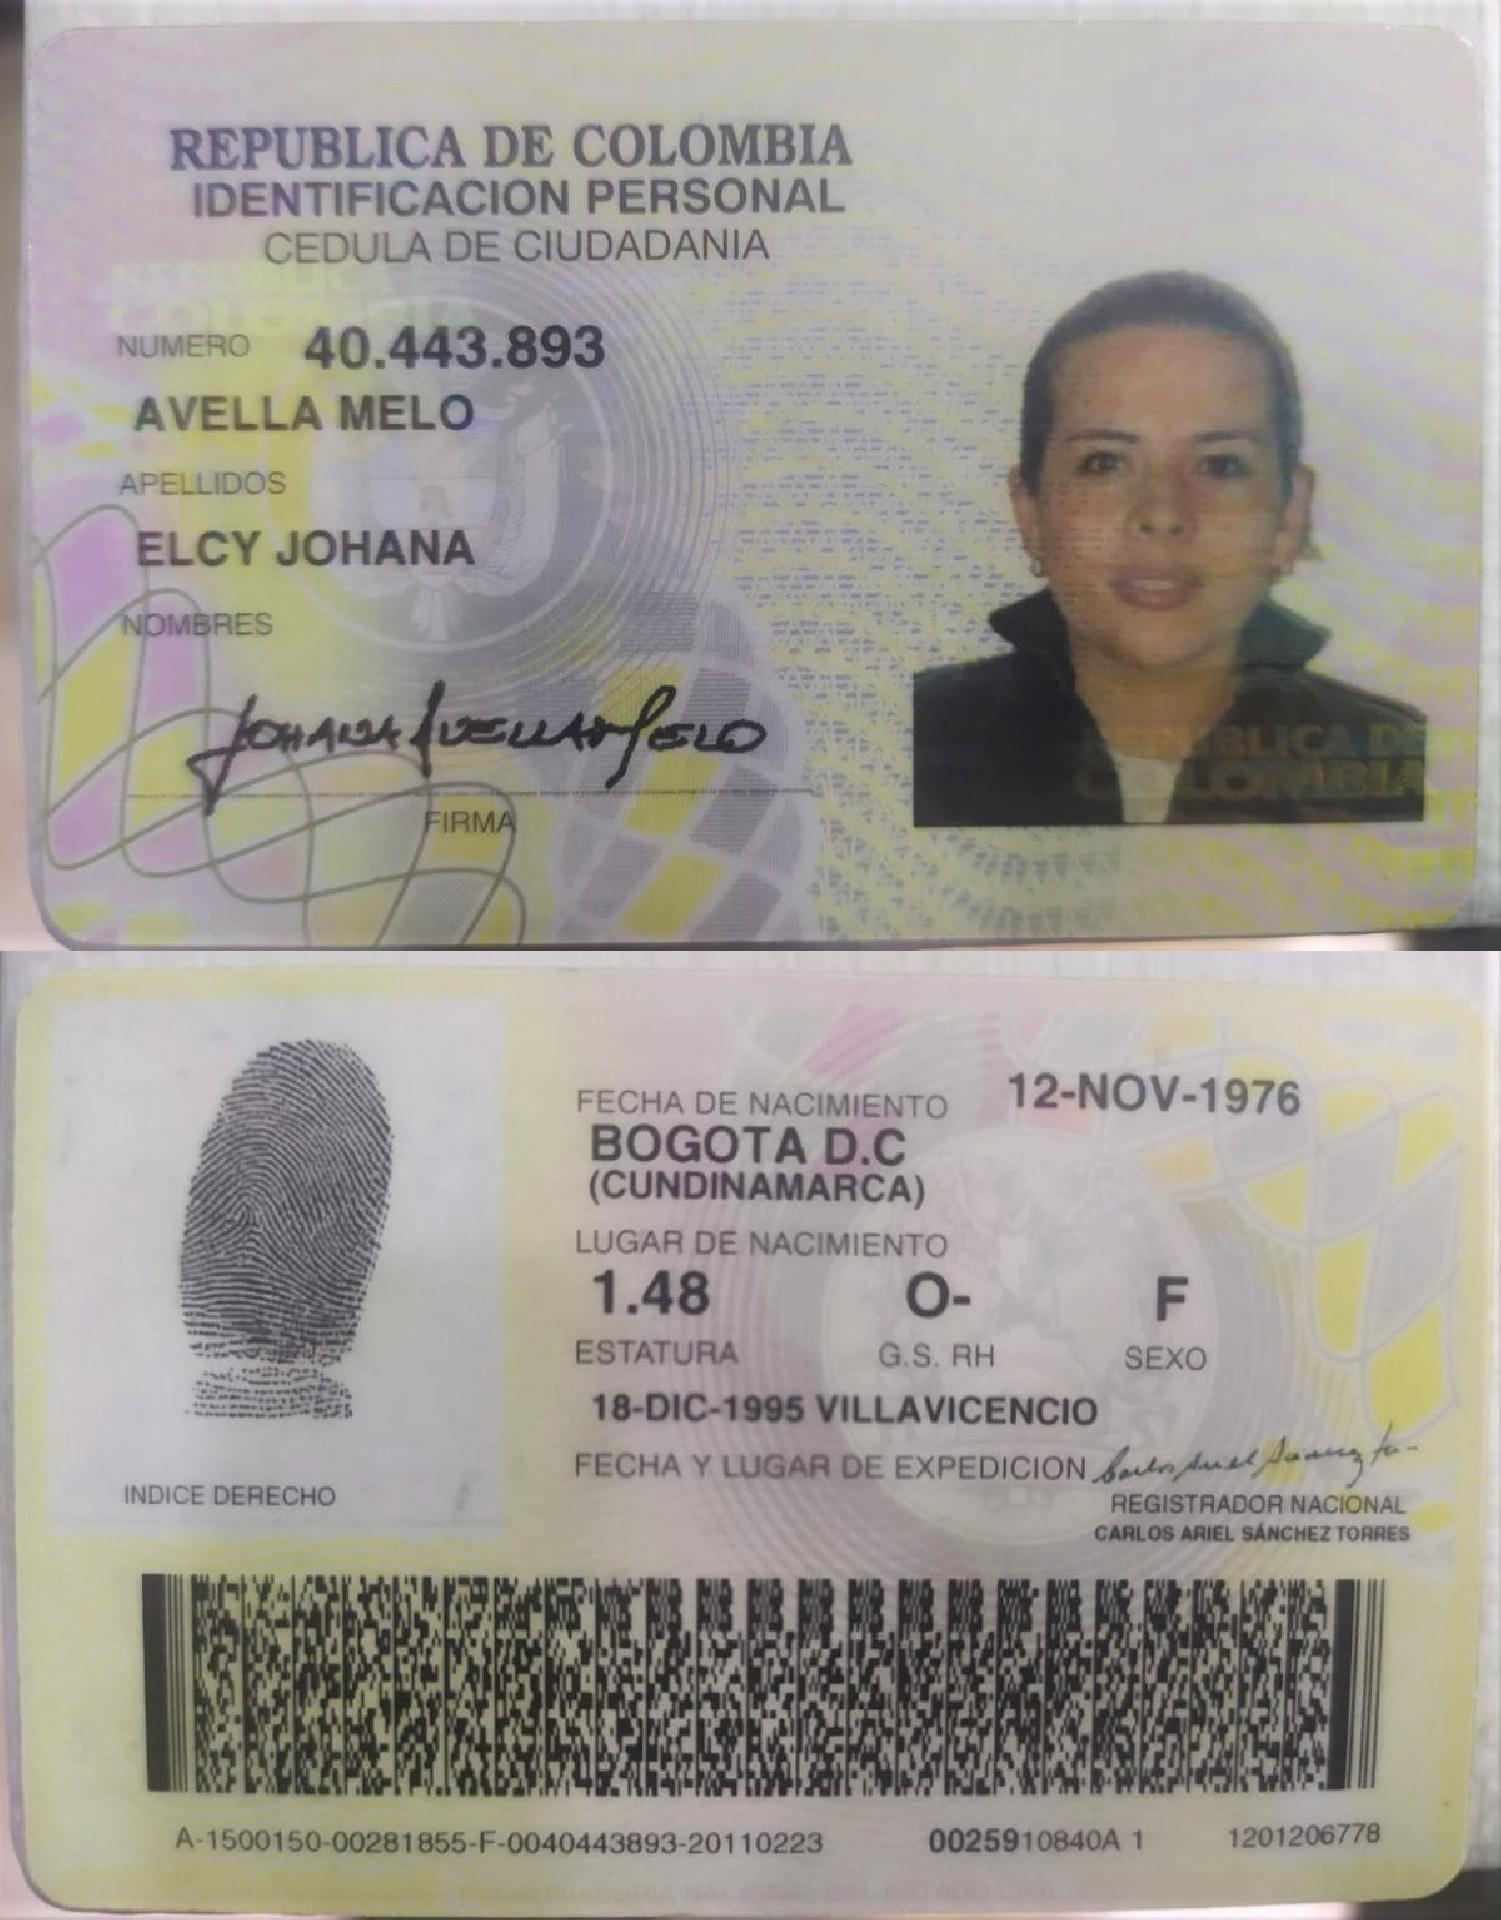 REPUBLICA DE COLOMBIA
IDENTIFICACION PERSONAL
CEDULA DE CIUDADANIA
NUMERO 40.443.893
AVELLA MELO
APELLIDOS
ELCY JOHANA
NOMBRES
JOHANA AVELLA MELO
FIRMA
REPUBLICA DE
COLOMBIA
FECHA DE NACIMIENTO 12-NOV-1976
BOGOTA D.C
(CUNDINAMARCA)
LUGAR DE NACIMIENTO
1.48 O- F
ESTATURA G.S. RH SEXO
18-DIC-1995 VILLAVICENCIO
FECHA Y LUGAR DE EXPEDICION
INDICE DERECHO
REGISTRADOR NACIONAL
CARLOS ARIEL SÁNCHEZ TORRES
A-1500150-00281855-F-0040443893-20110223 0025910840A 1 1201206778